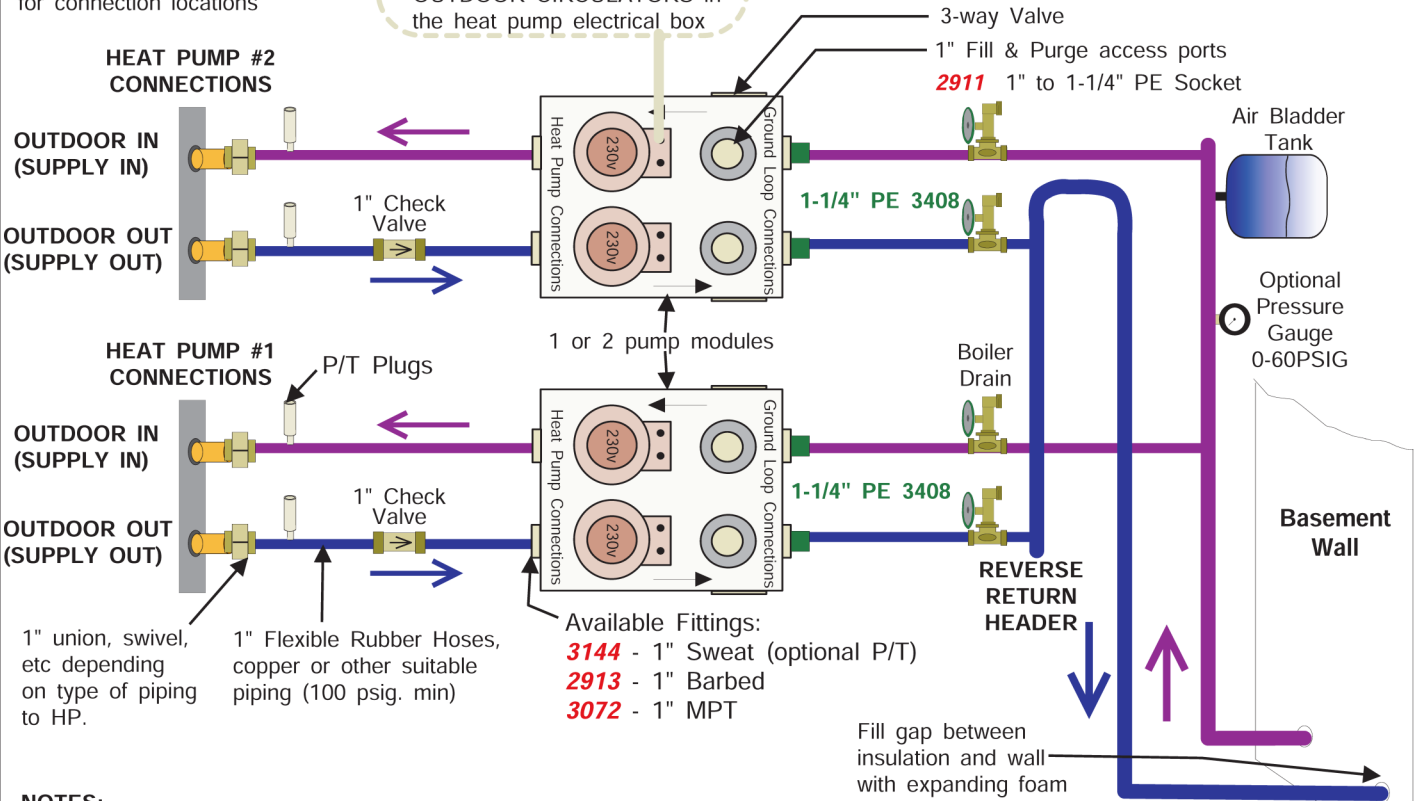 for connection locations
OUTDOOR CIRCULATORS in
the heat pump electrical box
3-way Valve
1" Fill & Purge access ports
2911 1" to 1-1/4" PE Socket
HEAT PUMP #2
CONNECTIONS
OUTDOOR IN
(SUPPLY IN)
OUTDOOR OUT
(SUPPLY OUT)
1" Check
Valve
Heat Pump Connections
230v
230v
Ground Loop Connections
1-1/4" PE 3408
Air Bladder
Tank
Optional
Pressure
Gauge
0-60PSIG
1 or 2 pump modules
HEAT PUMP #1
CONNECTIONS
P/T Plugs
OUTDOOR IN
(SUPPLY IN)
OUTDOOR OUT
(SUPPLY OUT)
1" Check
Valve
Heat Pump Connections
230v
230v
Ground Loop Connections
Boiler
Drain
1-1/4" PE 3408
Basement
Wall
REVERSE
RETURN
HEADER
1" union, swivel,
etc depending
on type of piping
to HP.
1" Flexible Rubber Hoses,
copper or other suitable
piping (100 psig. min)
Available Fittings:
3144 - 1" Sweat (optional P/T)
2913 - 1" Barbed
3072 - 1" MPT
Fill gap between
insulation and wall
with expanding foam
NOTES: